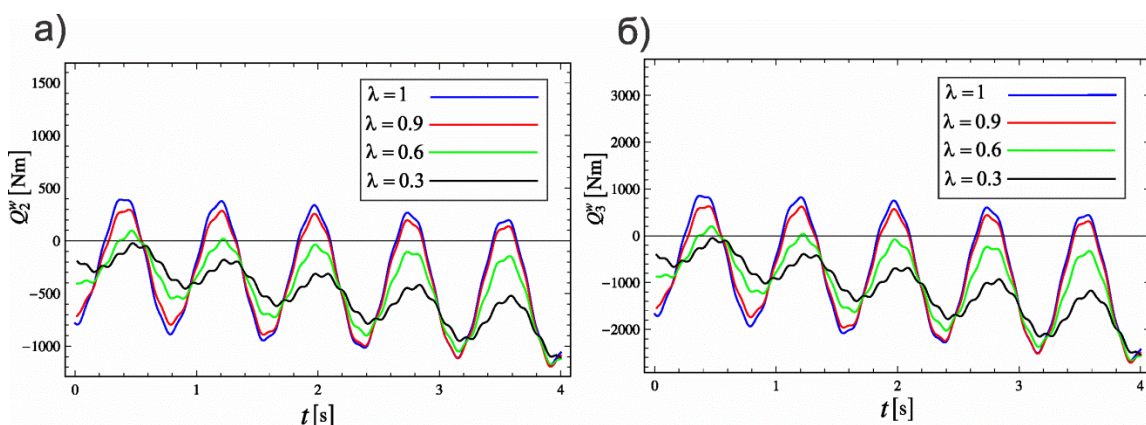 а) б)
1500
1000
500
0
−500
−1000
Q₂ʷ [Nm]
λ = 1
λ = 0.9
λ = 0.6
λ = 0.3
0 1 2 3 4
t [s]
3000
2000
1000
0
−1000
−2000
Q₃ʷ [Nm]
λ = 1
λ = 0.9
λ = 0.6
λ = 0.3
0 1 2 3 4
t [s]